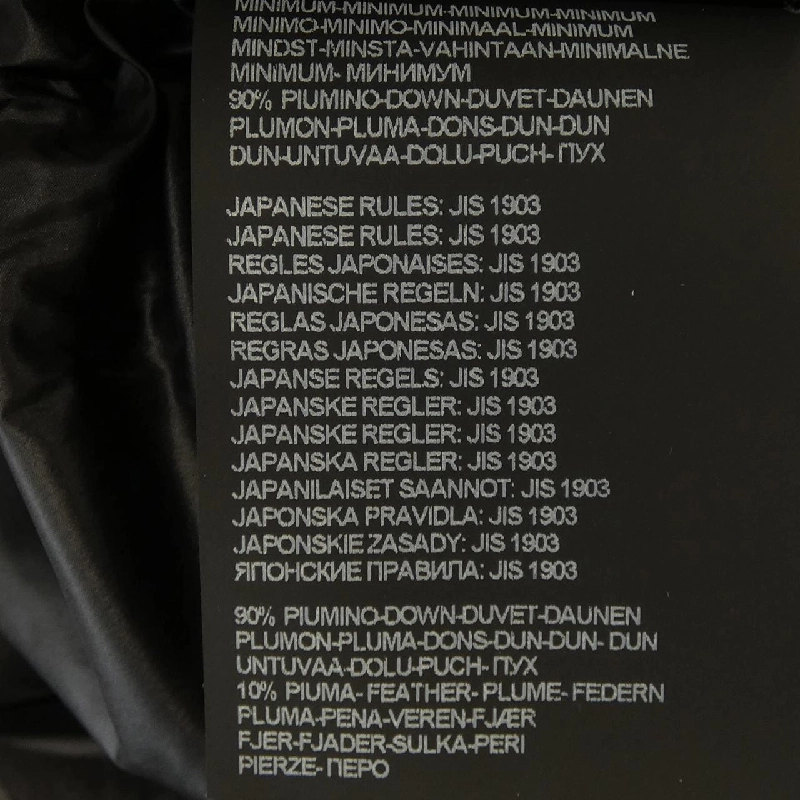 MINIMUM-MINIMUM-MINIMUM-MINIMUM
MINIMO-MINIMO-MINIMAAL-MINIMUM
MINDST-MINSTA-VAHINTAAN-MINIMALNE
MINIMUM- МИНИМУМ
90% PIUMINO-DOWN-DUVET-DAUNEN
PLUMON-PLUMA-DONS-DUN-DUN
DUN-UNTUVAA-DOLU-PUCH- ПУХ
JAPANESE RULES: JIS 1903
JAPANESE RULES: JIS 1903
REGLES JAPONAISES: JIS 1903
JAPANISCHE REGELN: JIS 1903
REGLAS JAPONESAS: JIS 1903
REGRAS JAPONESAS: JIS 1903
JAPANSE REGELS: JIS 1903
JAPANSKE REGLER: JIS 1903
JAPANSKE REGLER: JIS 1903
JAPANSKA REGLER: JIS 1903
JAPANILAISET SAANNOT: JIS 1903
JAPONSKA PRAVIDLA: JIS 1903
JAPONSKIE ZASADY: JIS 1903
ЯПОНСКИЕ ПРАВИЛА: JIS 1903
90% PIUMINO-DOWN-DUVET-DAUNEN
PLUMON-PLUMA-DONS-DUN-DUN- DUN
UNTUVAA-DOLU-PUCH- ПУХ
10% PIUMA- FEATHER- PLUME- FEDERN
PLUMA-PENA-VEREN-FJÆR
FJER-FJADER-SULKA-PERI
PIERZE- ПЕРО